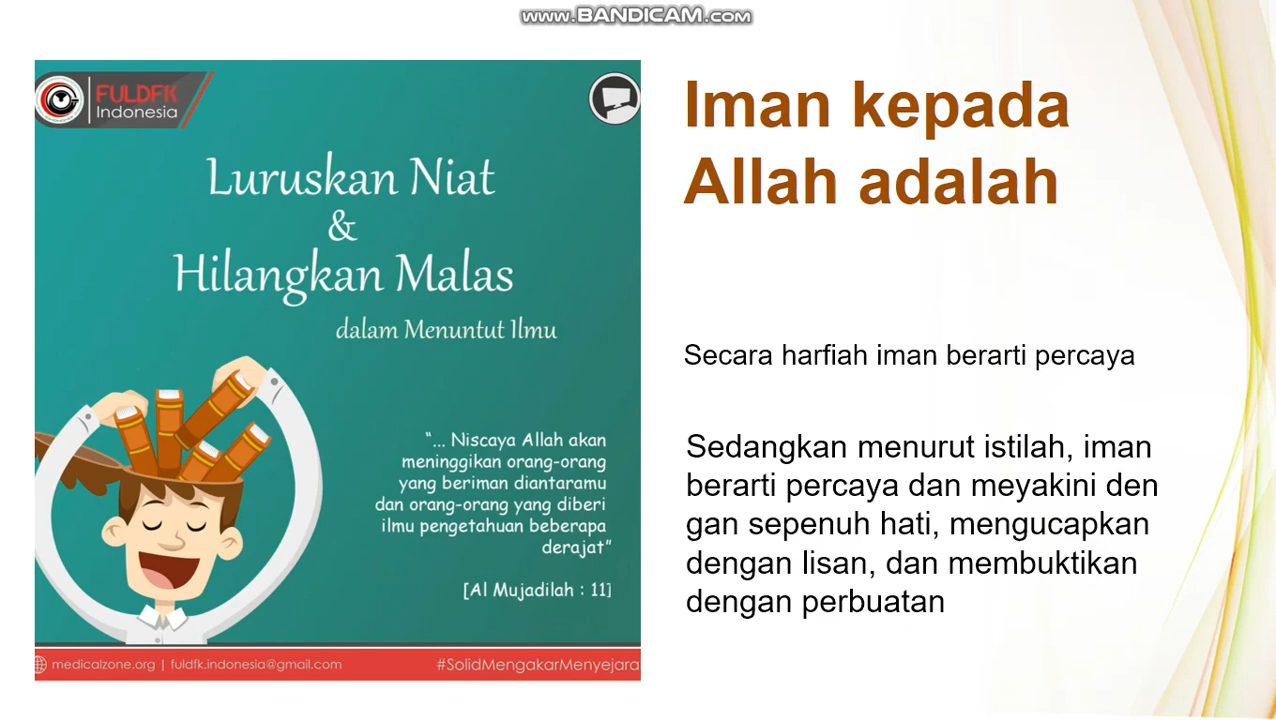 www.BANDICAM.com
FULDFK
Indonesia
Luruskan Niat
&
Hilangkan Malas
dalam Menuntut Ilmu
“... Niscaya Allah akan
meninggikan orang-orang
yang beriman diantaramu
dan orang-orang yang diberi
ilmu pengetahuan beberapa
derajat”
[Al Mujadilah : 11]
medicalzone.org | fuldfk.indonesia@gmail.com
#SolidMengakarMenyejara
Iman kepada
Allah adalah
Secara harfiah iman berarti percaya
Sedangkan menurut istilah, iman
berarti percaya dan meyakini den
gan sepenuh hati, mengucapkan
dengan lisan, dan membuktikan
dengan perbuatan